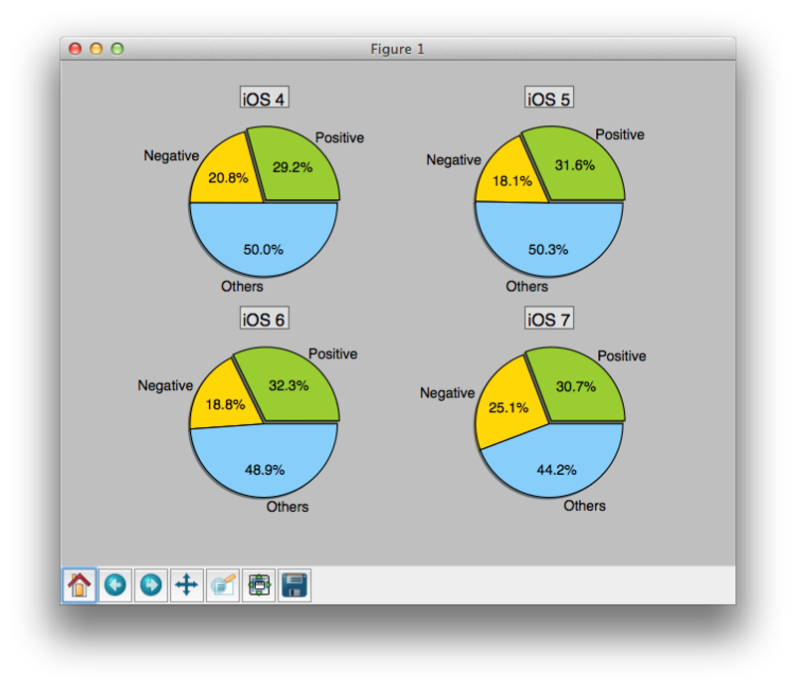 Figure 1
iOS 4
Positive
Negative
29.2%
20.8%
50.0%
Others
iOS 5
Positive
Negative
31.6%
18.1%
50.3%
Others
iOS 6
Positive
Negative
32.3%
18.8%
48.9%
Others
iOS 7
Positive
Negative
30.7%
25.1%
44.2%
Others